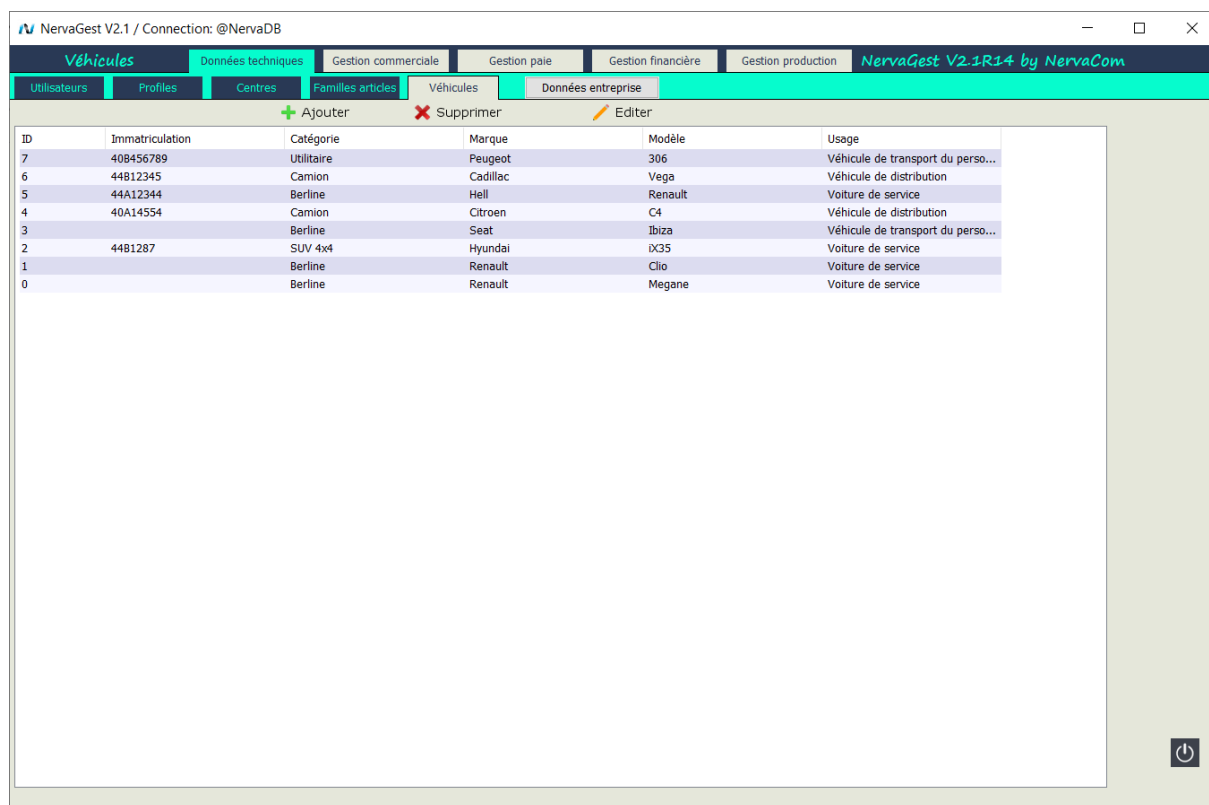 NervaGest V2.1 / Connection: @NervaDB
Véhicules Données techniques Gestion commerciale Gestion paie Gestion financière Gestion production NervaGest V2.1R14 by NervaCom
Utilisateurs Profiles Centres Familles articles Véhicules Données entreprise
Ajouter Supprimer Editer
ID Immatriculation Catégorie Marque Modèle Usage
7 40B456789 Utilitaire Peugeot 306 Véhicule de transport du perso...
6 44B12345 Camion Cadillac Vega Véhicule de distribution
5 44A12344 Berline Hell Renault Voiture de service
4 40A14554 Camion Citroen C4 Véhicule de distribution
3 Berline Seat Ibiza Véhicule de transport du perso...
2 44B1287 SUV 4x4 Hyundai iX35 Voiture de service
1 Berline Renault Clio Voiture de service
0 Berline Renault Megane Voiture de service